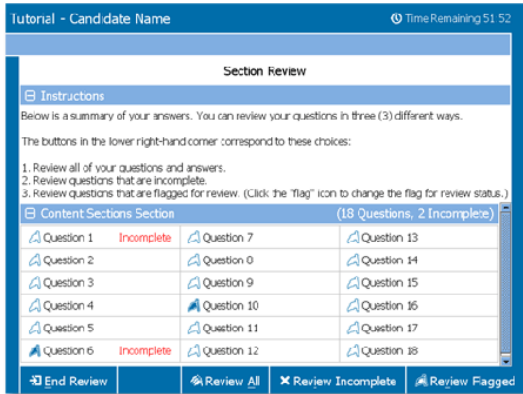 Tutorial - Candidate Name
Time Remaining 51 52
Section Review
Instructions
Below is a summary of your answers. You can review your questions in three (3) different ways.
The buttons in the lower right-hand corner correspond to these choices:
1. Review all of your questions and answers.
2. Review questions that are incomplete.
3. Review questions that are flagged for review. (Click the "flag" icon to change the flag for review status.)
Content Sections Section (18 Questions, 2 Incomplete)
Question 1 Incomplete Question 7 Question 13
Question 2 Question 8 Question 14
Question 3 Question 9 Question 15
Question 4 Question 10 Question 16
Question 5 Question 11 Question 17
Question 6 Incomplete Question 12 Question 18
End Review Review All Review Incomplete Review Flagged